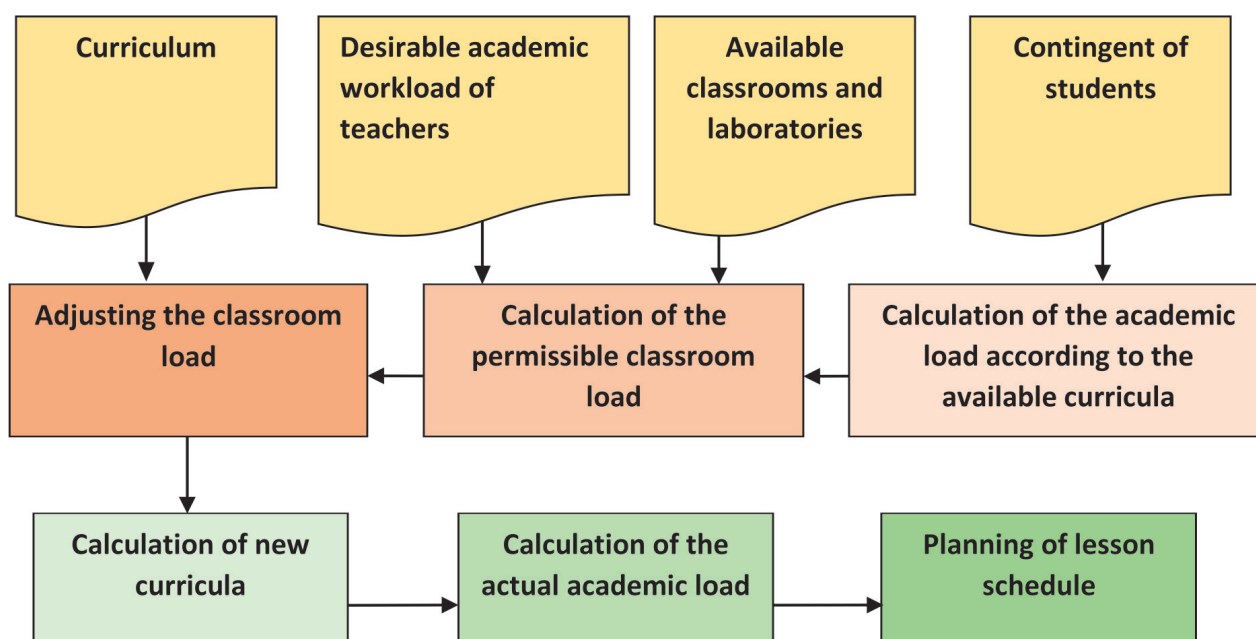 Curriculum
Desirable academic
workload of
teachers
Available
classrooms and
laboratories
Contingent of
students
Adjusting the classroom
load
Calculation of the
permissible classroom
load
Calculation of the academic
load according to the
available curricula
Calculation of new
curricula
Calculation of the
actual academic load
Planning of lesson
schedule